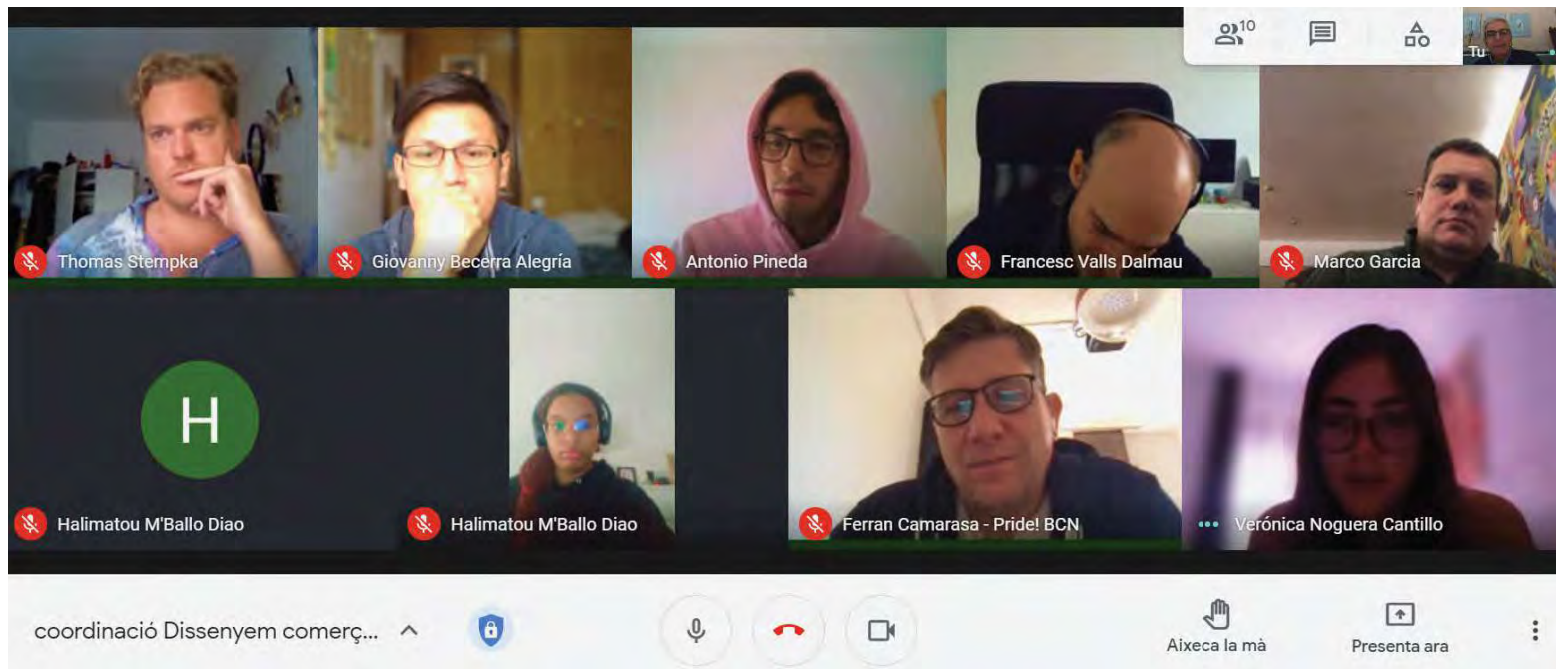 10
Tu
Thomas Stempka
Giovanny Becerra Alegría
Antonio Pineda
Francesc Valls Dalmau
Marco Garcia
H
Halimatou M'Ballo Diao
Halimatou M'Ballo Diao
Ferran Camarasa - Pride! BCN
Verónica Noguera Cantillo
coordinació Dissenyem comerç...
Aixeca la mà
Presenta ara